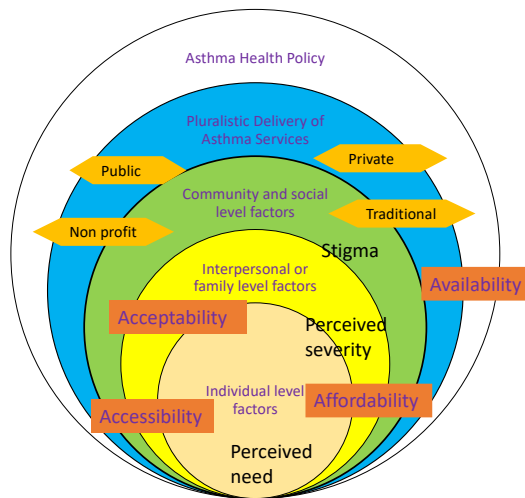 Asthma Health Policy
Pluralistic Delivery of
Asthma Services
Public
Private
Community and social
level factors
Traditional
Non profit
Stigma
Interpersonal or
family level factors
Availability
Acceptability
Perceived
severity
Individual level
factors
Affordability
Accessibility
Perceived
need